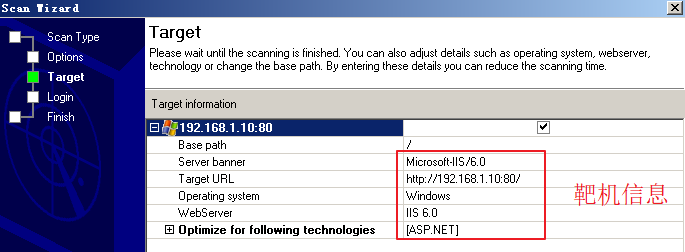 Scan Wizard
Scan Type
Options
Target
Login
Finish
Target
Please wait until the scanning is finished. You can also adjust details such as operating system, webserver,
technology or change the base path. By entering these details you can reduce the scanning time.
Target information
192.168.1.10:80
Base path /
Server banner Microsoft-IIS/6.0
Target URL http://192.168.1.10:80/
Operating system Windows
WebServer IIS 6.0
Optimize for following technologies [ASP.NET]
靶机信息